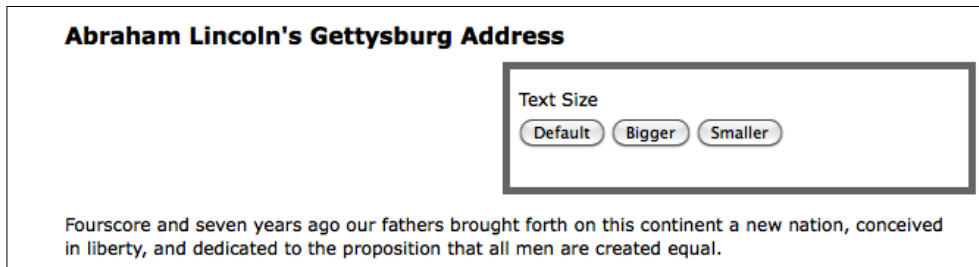 Abraham Lincoln's Gettysburg Address
Text Size
Default Bigger Smaller
Fourscore and seven years ago our fathers brought forth on this continent a new nation, conceived
in liberty, and dedicated to the proposition that all men are created equal.